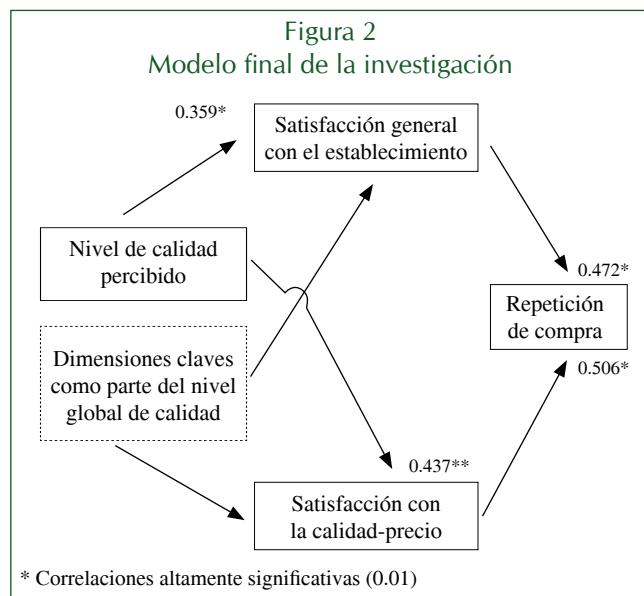 Figura 2
Modelo final de la investigación
0.359*
Satisfacción general
con el establecimiento
Nivel de calidad
percibido
0.472*
Repetición
de compra
0.506*
Dimensiones claves
como parte del nivel
global de calidad
0.437**
Satisfacción con
la calidad-precio
* Correlaciones altamente significativas (0.01)